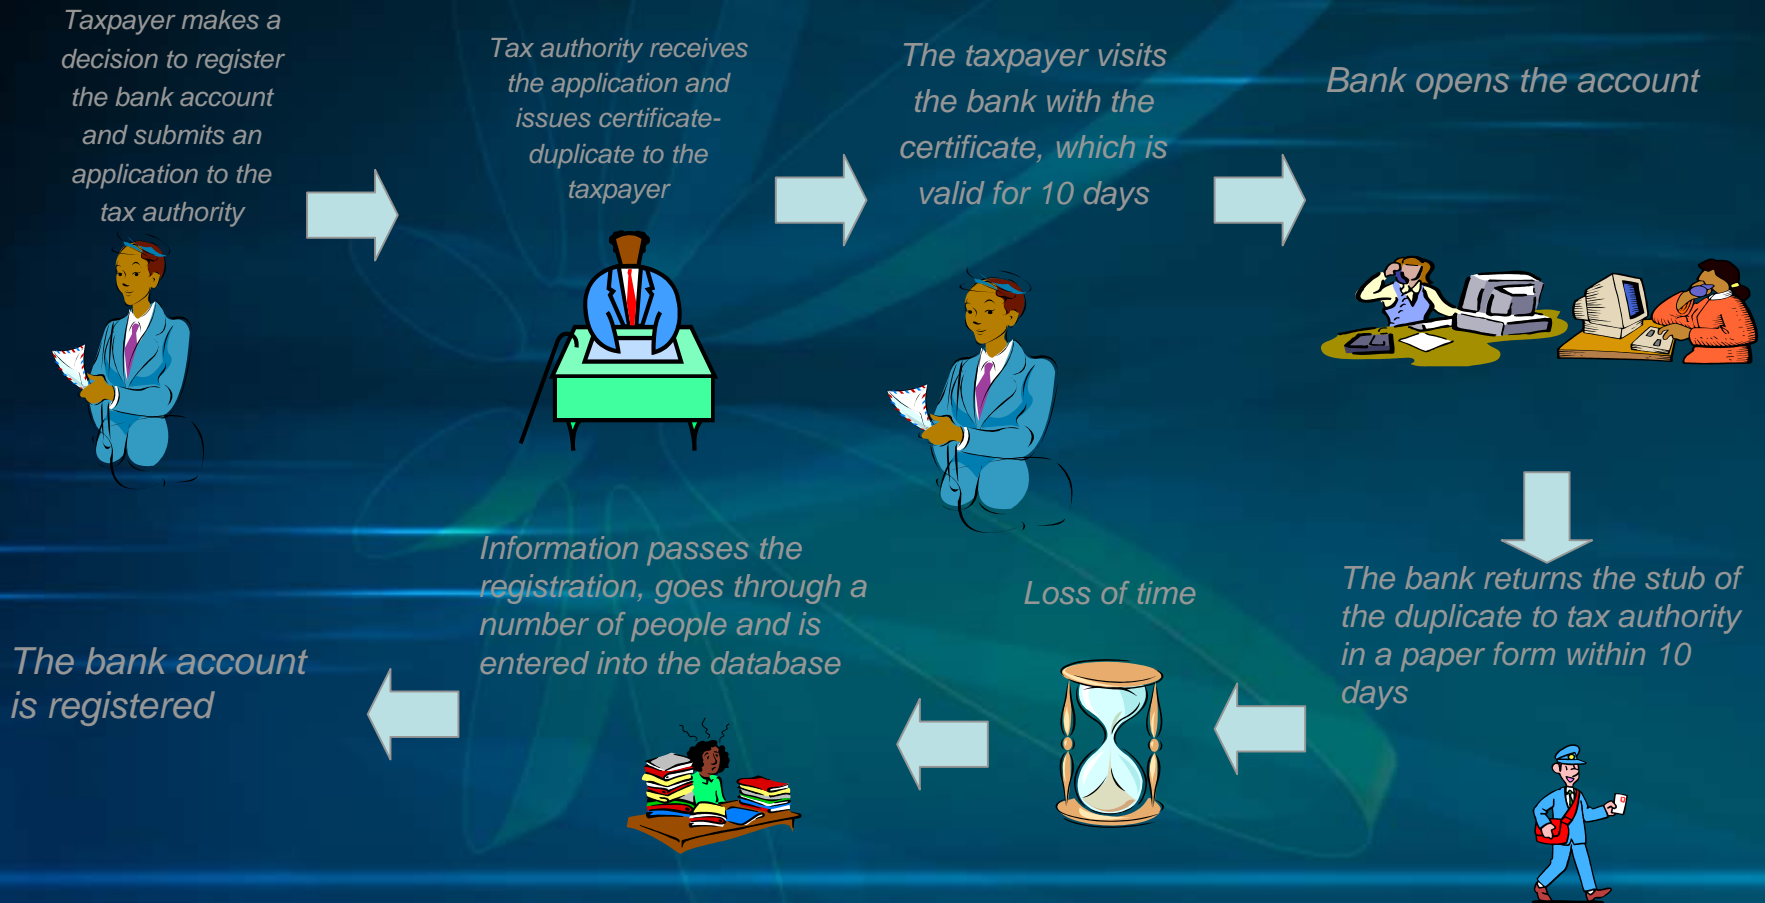 Taxpayer makes a
decision to register
the bank account
and submits an
application to the
tax authority
Tax authority receives
the application and
issues certificate-
duplicate to the
taxpayer
The taxpayer visits
the bank with the
certificate, which is
valid for 10 days
Bank opens the account
The bank returns the stub of
the duplicate to tax authority
in a paper form within 10
days
Loss of time
Information passes the
registration, goes through a
number of people and is
entered into the database
The bank account
is registered